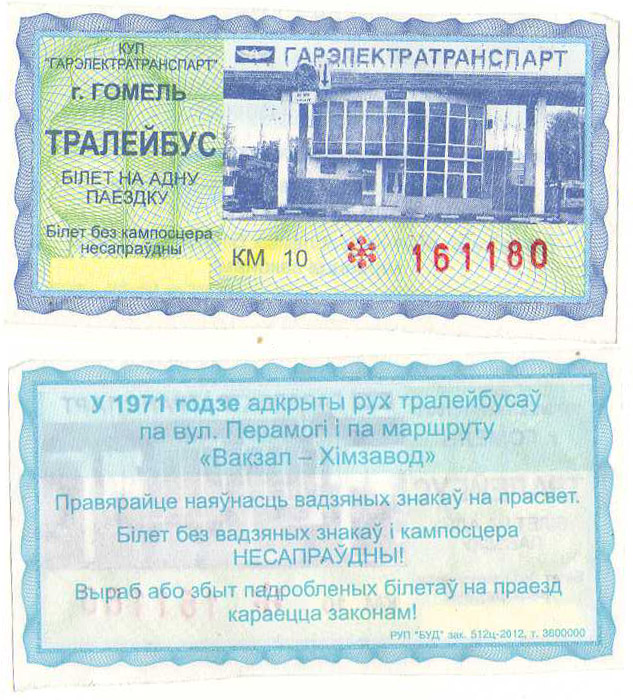 КУП
"ГАРЭЛЕКТРАТРАНСПАРТ"
г. ГОМЕЛЬ
ТРАЛЕЙБУС
БІЛЕТ НА АДНУ
ПАЕЗДКУ
Білет без кампосцера
несапраўдны
ГАРЭЛЕКТРАТРАНСПАРТ
КМ 10
161180
У 1971 годзе адкрыты рух тралейбусаў
па вул. Перамогі і па маршруту
«Вакзал – Хімзавод»
Правярайце наяўнасць вадзяных знакаў на прасвет.
Білет без вадзяных знакаў і кампосцера
НЕСАПРАЎДНЫ!
Выраб або збыт падробленых білетаў на праезд
караецца законам!
РУП "БУД" зак. 512ц-2012, т. 3600000